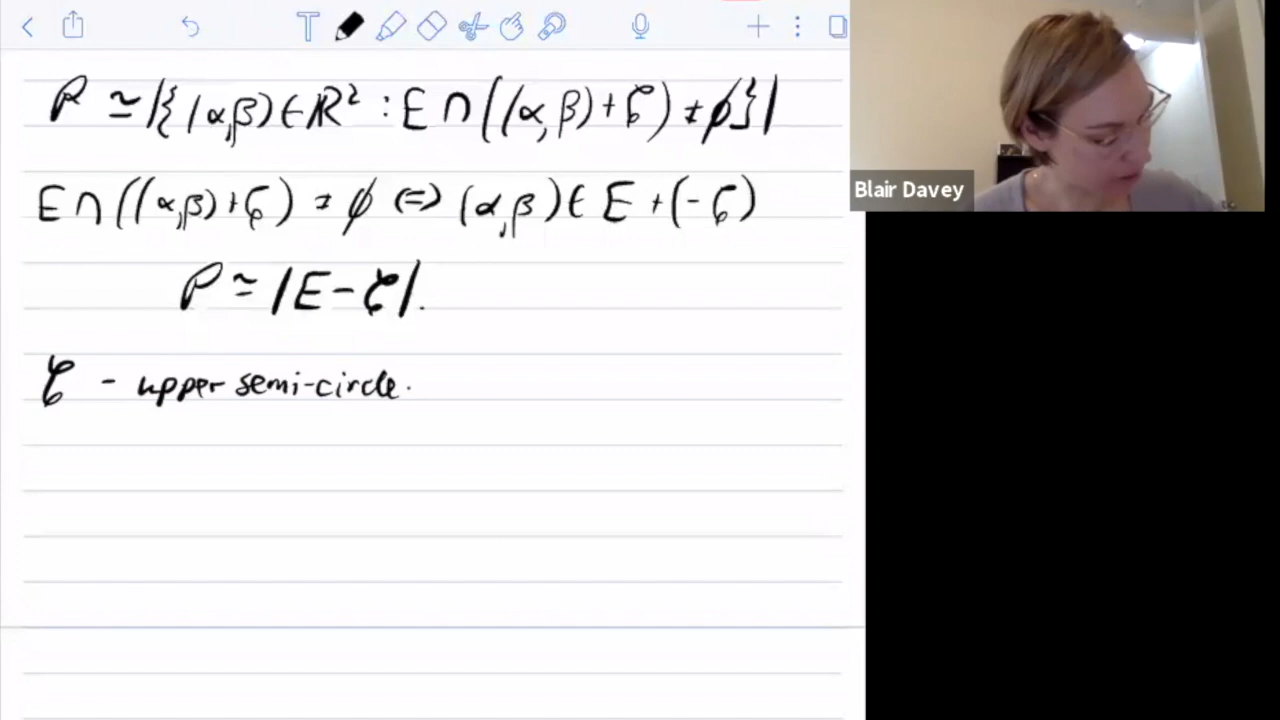 P ≃ |{(α,β) ∈ ℝ² : E ∩ ((α,β) + ζ) ≠ ϕ}|
E ∩ ((α,β) + ζ) ≠ ϕ ⇔ (α,β) ∈ E + (-ζ)
P ≃ |E - ζ|.
ζ - upper semi-circle.
Blair Davey